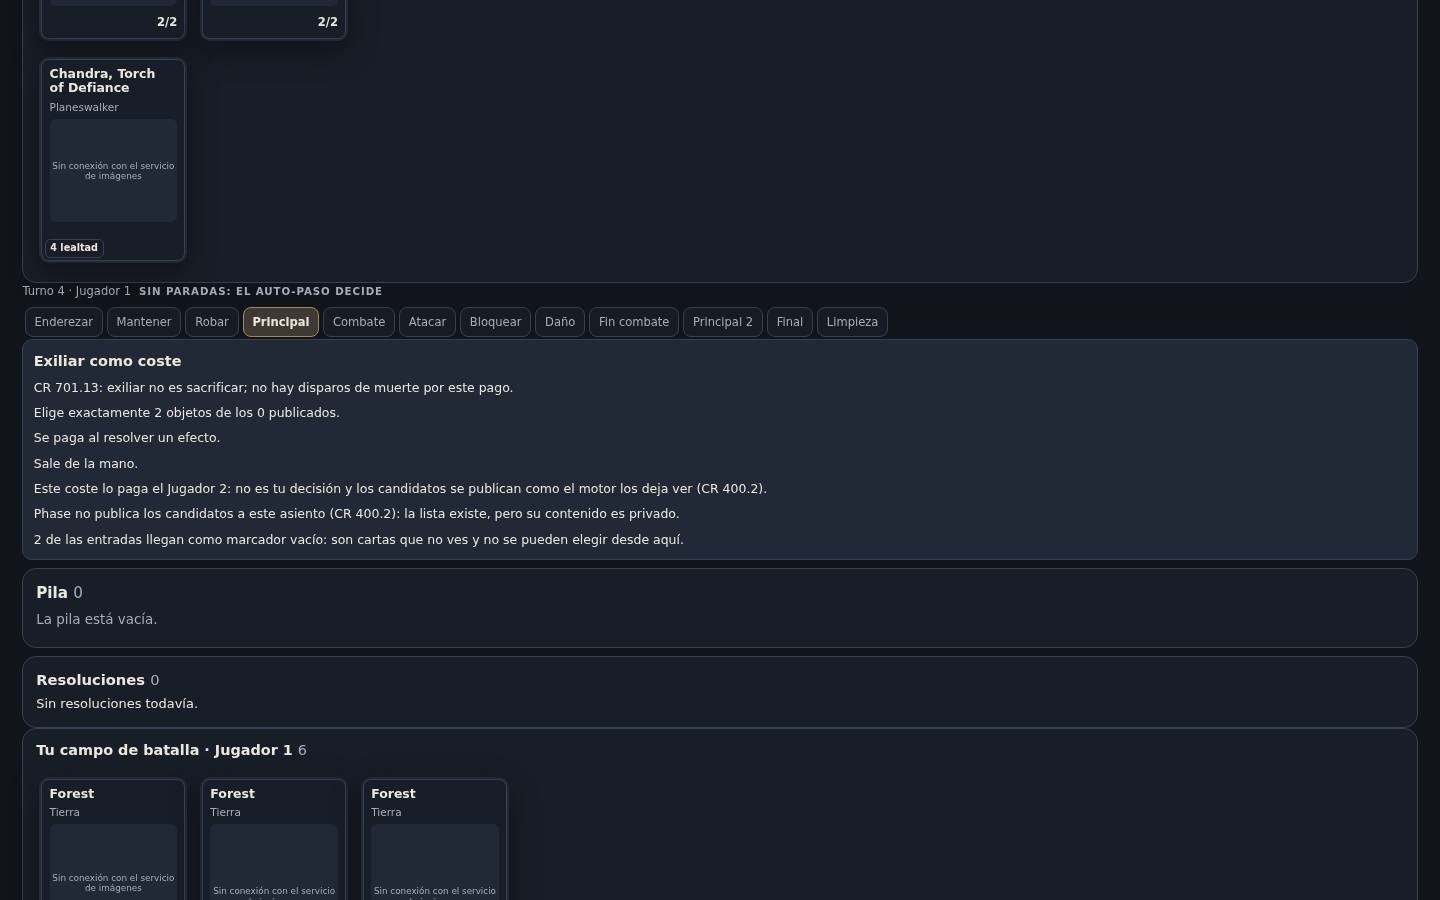 2/2
2/2
Chandra, Torch
of Defiance
Planeswalker
Sin conexión con el servicio
de imágenes
4 lealtad
Turno 4 · Jugador 1 SIN PARADAS: EL AUTO-PASO DECIDE
Enderezar Mantener Robar Principal Combate Atacar Bloquear Daño Fin combate Principal 2 Final Limpieza
Exiliar como coste
CR 701.13: exiliar no es sacrificar; no hay disparos de muerte por este pago.
Elige exactamente 2 objetos de los 0 publicados.
Se paga al resolver un efecto.
Sale de la mano.
Este coste lo paga el Jugador 2: no es tu decisión y los candidatos se publican como el motor los deja ver (CR 400.2).
Phase no publica los candidatos a este asiento (CR 400.2): la lista existe, pero su contenido es privado.
2 de las entradas llegan como marcador vacío: son cartas que no ves y no se pueden elegir desde aquí.
Pila 0
La pila está vacía.
Resoluciones 0
Sin resoluciones todavía.
Tu campo de batalla · Jugador 1 6
Forest
Tierra
Sin conexión con el servicio
de imágenes
Forest
Tierra
Sin conexión con el servicio
Forest
Tierra
Sin conexión con el servicio